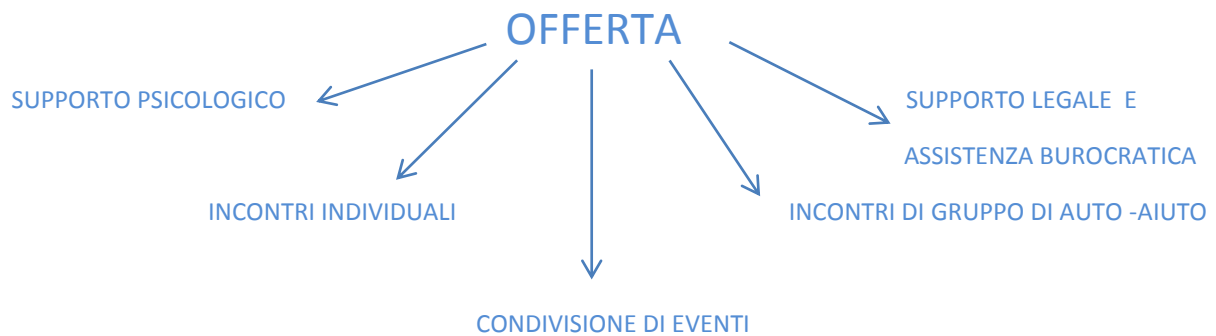 OFFERTA
SUPPORTO PSICOLOGICO
SUPPORTO LEGALE E
ASSISTENZA BUROCRATICA
INCONTRI INDIVIDUALI
INCONTRI DI GRUPPO DI AUTO -AIUTO
CONDIVISIONE DI EVENTI